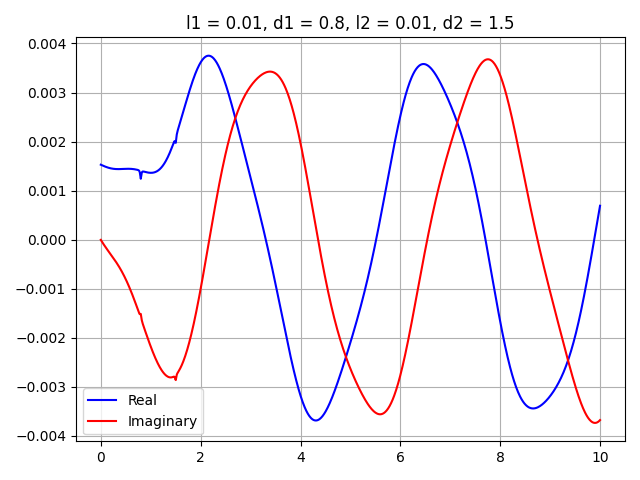 l1 = 0.01, d1 = 0.8, l2 = 0.01, d2 = 1.5
0.004
0.003
0.002
0.001
0.000
−0.001
−0.002
−0.003
−0.004
Real
Imaginary
0 2 4 6 8 10